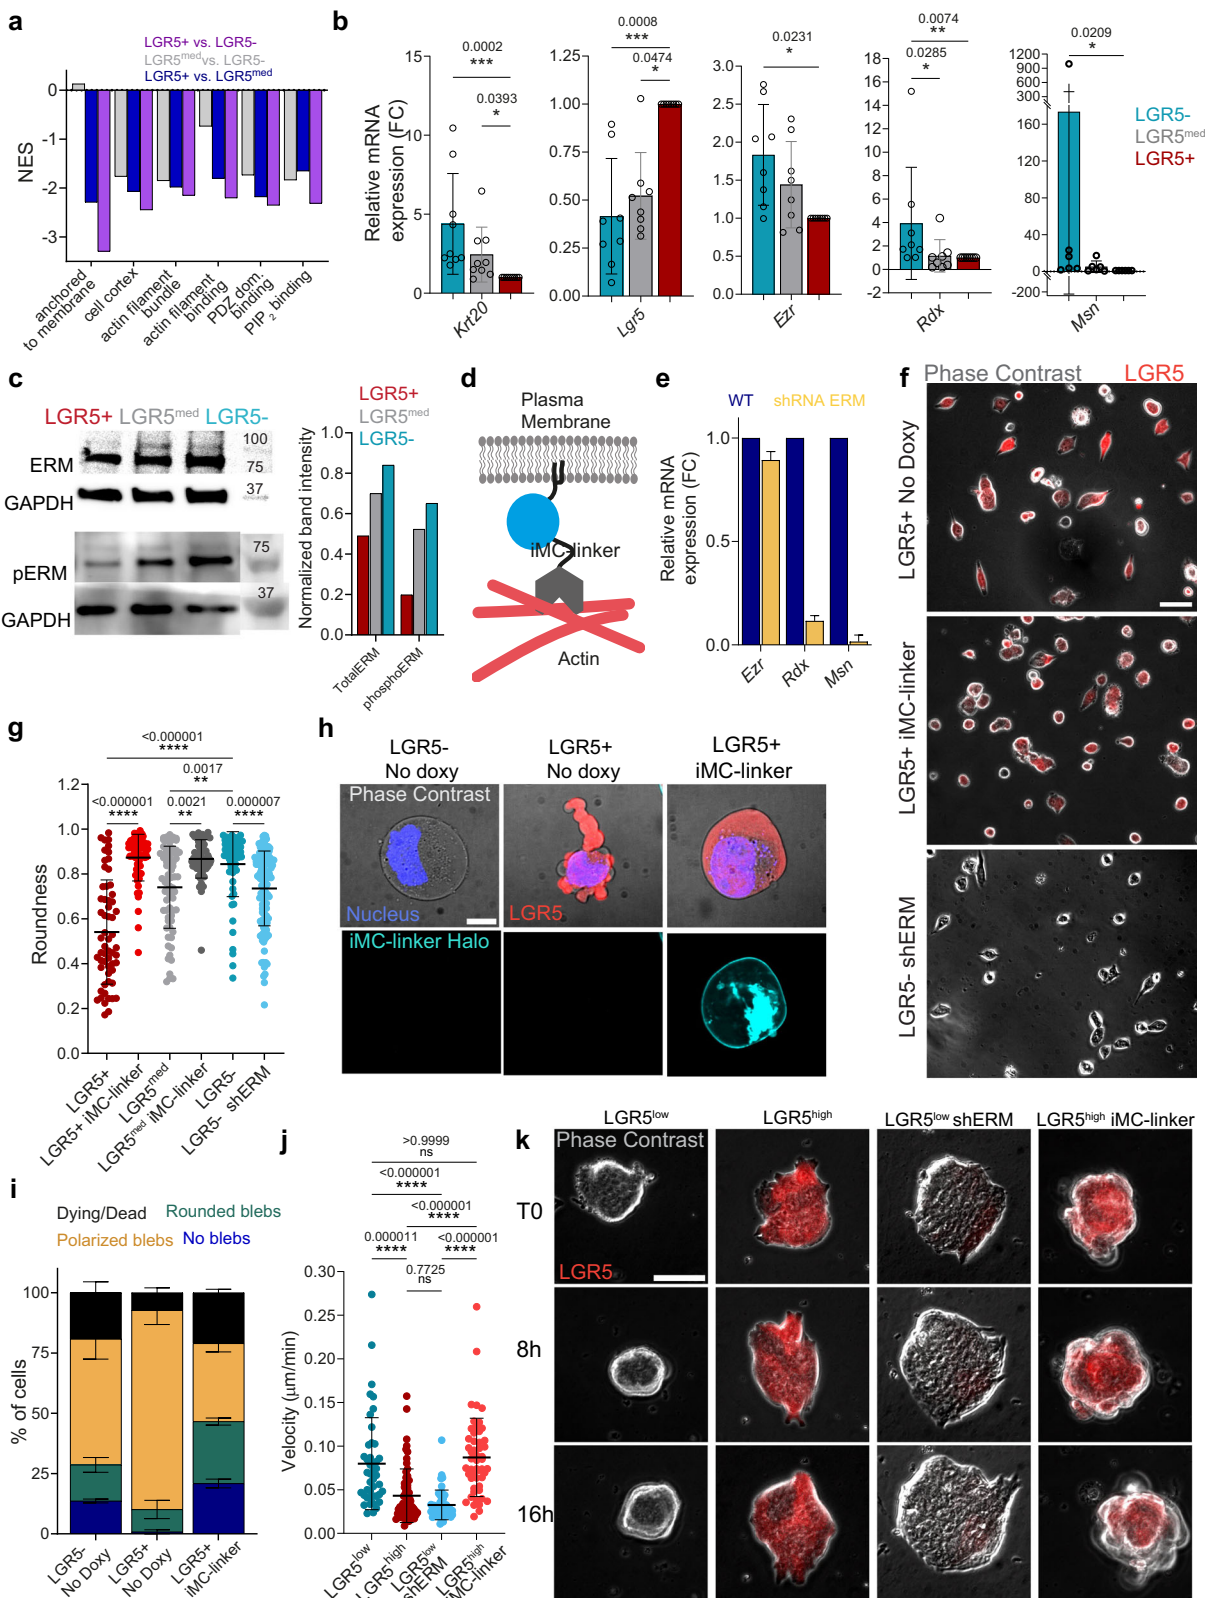 a
LGR5+ vs. LGR5-
LGR5med vs. LGR5-
LGR5+ vs. LGR5med
NES
0
-1
-2
-3
anchored to membrane
cell cortex
actin filament bundle
actin filament binding
PDZ dom. binding
PIP2 binding
b
Relative mRNA expression (FC)
0.0002
***
0.0393
*
15
10
5
0
Krt20
0.0008
***
0.0474
*
1.25
1.00
0.75
0.50
0.25
0.00
Lgr5
0.0231
*
3.0
2.5
2.0
1.5
1.0
0.5
0.0
Ezr
0.0074
**
0.0285
*
18
16
14
12
10
8
6
4
2
0
-2
Rdx
0.0209
*
1200
900
600
300
160
120
80
40
0
-200
Msn
LGR5-
LGR5med
LGR5+
c
LGR5+ LGR5med LGR5-
ERM
100
75
GAPDH
37
pERM
75
GAPDH
37
LGR5+
LGR5med
LGR5-
Normalized band intensity
1.0
0.8
0.6
0.4
0.2
0.0
TotalERM
phosphoERM
d
Plasma
Membrane
iMC-linker
Actin
e
WT
shRNA ERM
Relative mRNA expression (FC)
1.0
0.5
0.0
Ezr
Rdx
Msn
f
Phase Contrast LGR5
LGR5+ No Doxy
LGR5+ iMC-linker
LGR5- shERM
g
<0.000001
****
0.0017
**
<0.000001
****
0.0021
**
0.000007
****
Roundness
1.2
1.0
0.8
0.6
0.4
0.2
0.0
LGR5+
LGR5+ iMC-linker
LGR5med
LGR5med iMC-linker
LGR5-
LGR5- shERM
h
LGR5-
No doxy
LGR5+
No doxy
LGR5+
iMC-linker
Phase Contrast
Nucleus
LGR5
iMC-linker Halo
i
Dying/Dead
Rounded blebs
Polarized blebs
No blebs
% of cells
100
75
50
25
0
LGR5-
No Doxy
LGR5+
No Doxy
LGR5+
iMC-linker
j
>0.9999
ns
<0.000001
****
<0.000001
****
0.000011
****
<0.000001
****
0.7725
ns
Velocity (µm/min)
0.30
0.25
0.20
0.15
0.10
0.05
0.00
LGR5low
LGR5high
LGR5low
shERM
LGR5high
iMC-linker
k
LGR5low
LGR5high
LGR5low shERM
LGR5high iMC-linker
Phase Contrast
LGR5
T0
8h
16h